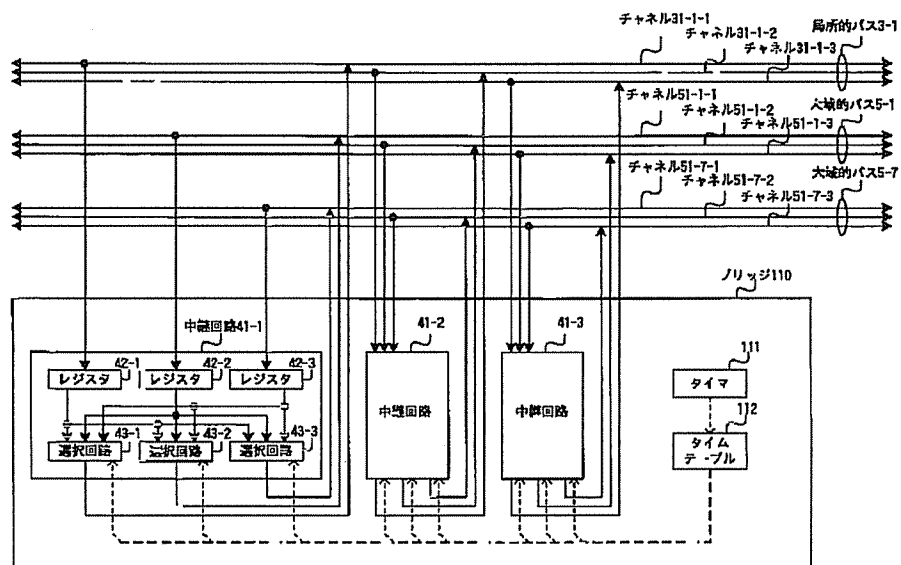 チャネル31-1-1
チャネル31-1-2
チャネル31-1-3
局所的バス3-1
チャネル51-1-1
チャネル51-1-2
チャネル51-1-3
大域的バス5-1
チャネル51-7-1
チャネル51-7-2
チャネル51-7-3
大域的バス5-7
ノリッジ110
中継回路41-1
41-2
41-3
111
42-1
42-2
42-3
レジスタ
レジスタ
レジスタ
タイマ
中継回路
中継回路
112
43-1
43-2
43-3
選択回路
選択回路
選択回路
タイム
テーブル